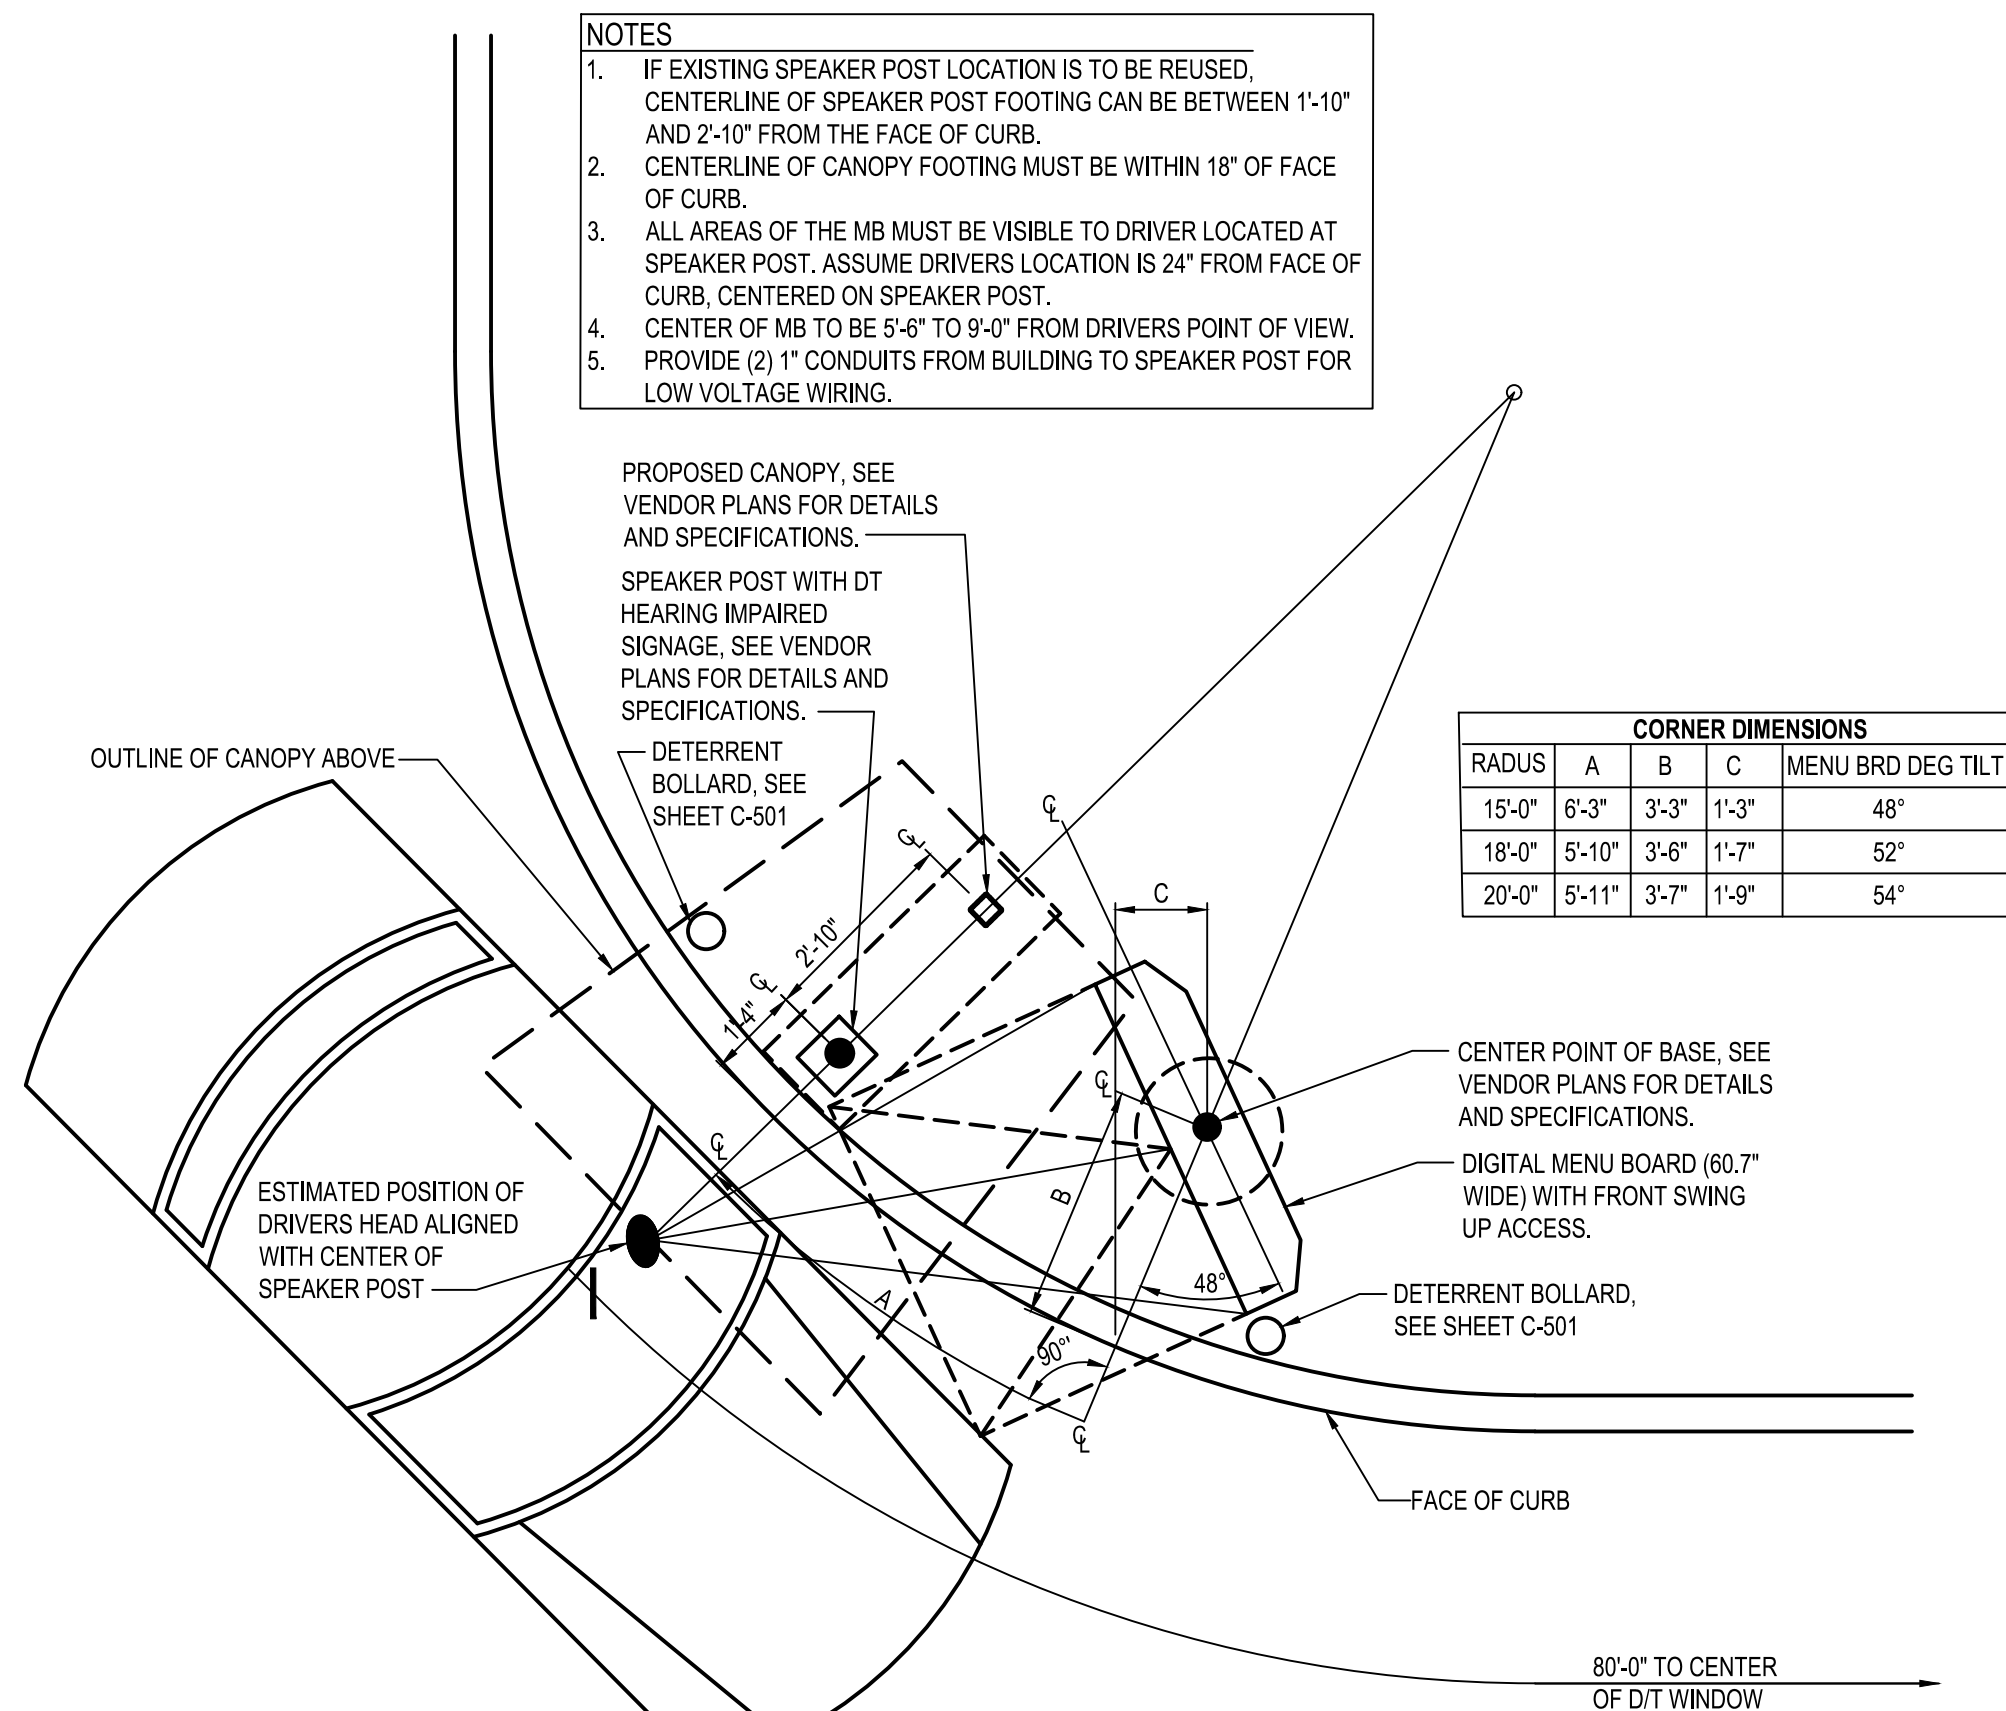 NOTES
1. IF EXISTING SPEAKER POST LOCATION IS TO BE REUSED,
CENTERLINE OF SPEAKER POST FOOTING CAN BE BETWEEN 1'-10"
AND 2'-10" FROM THE FACE OF CURB.
2. CENTERLINE OF CANOPY FOOTING MUST BE WITHIN 18" OF FACE
OF CURB.
3. ALL AREAS OF THE MB MUST BE VISIBLE TO DRIVER LOCATED AT
SPEAKER POST. ASSUME DRIVERS LOCATION IS 24" FROM FACE OF
CURB, CENTERED ON SPEAKER POST.
4. CENTER OF MB TO BE 5'-6" TO 9'-0" FROM DRIVERS POINT OF VIEW.
5. PROVIDE (2) 1" CONDUITS FROM BUILDING TO SPEAKER POST FOR
LOW VOLTAGE WIRING.
PROPOSED CANOPY, SEE
VENDOR PLANS FOR DETAILS
AND SPECIFICATIONS.
SPEAKER POST WITH DT
HEARING IMPAIRED
SIGNAGE, SEE VENDOR
PLANS FOR DETAILS AND
SPECIFICATIONS.
OUTLINE OF CANOPY ABOVE
DETERRENT
BOLLARD, SEE
SHEET C-501
CORNER DIMENSIONS
RADUS A B C MENU BRD DEG TILT
15'-0" 6'-3" 3'-3" 1'-3" 48°
18'-0" 5'-10" 3'-6" 1'-7" 52°
20'-0" 5'-11" 3'-7" 1'-9" 54°
℄
℄
C
2'-10"
℄
1'-4"
CENTER POINT OF BASE, SEE
VENDOR PLANS FOR DETAILS
AND SPECIFICATIONS.
℄
℄
DIGITAL MENU BOARD (60.7"
WIDE) WITH FRONT SWING
UP ACCESS.
ESTIMATED POSITION OF
DRIVERS HEAD ALIGNED
WITH CENTER OF
SPEAKER POST
B
A
48°
DETERRENT BOLLARD,
SEE SHEET C-501
90°'
℄
FACE OF CURB
80'-0" TO CENTER
OF D/T WINDOW